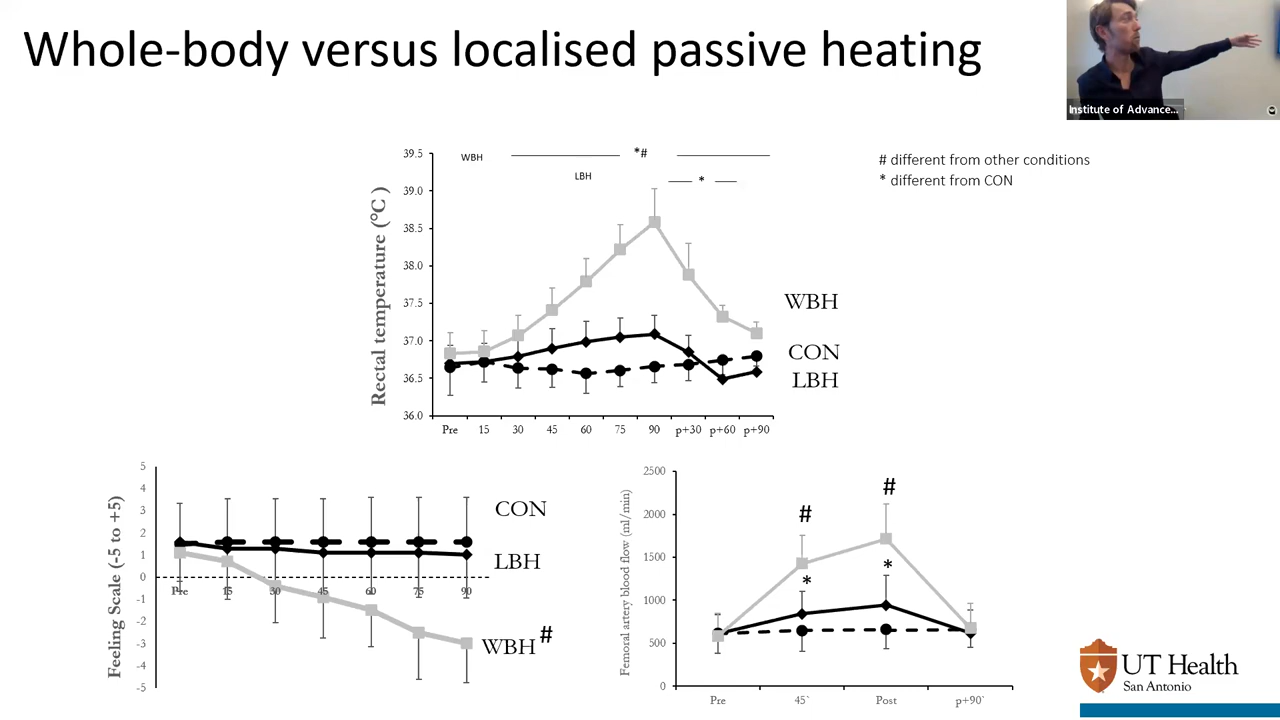 Whole-body versus localised passive heating
Institute of Advance...
# different from other conditions
* different from CON
WBH
*#
LBH
*
Rectal temperature (°C )
39.5
39.0
38.5
38.0
37.5
37.0
36.5
36.0
Pre 15 30 45 60 75 90 p+30 p+60 p+90
WBH
CON
LBH
Feeling Scale (-5 to +5)
5
4
3
2
1
0
-1
-2
-3
-4
-5
Pre 15 30 45 60 75 90
CON
LBH
WBH #
Femoral artery blood flow (ml/min)
2500
2000
1500
1000
500
0
#
#
*
*
Pre 45` Post p+90`
UT Health
San Antonio